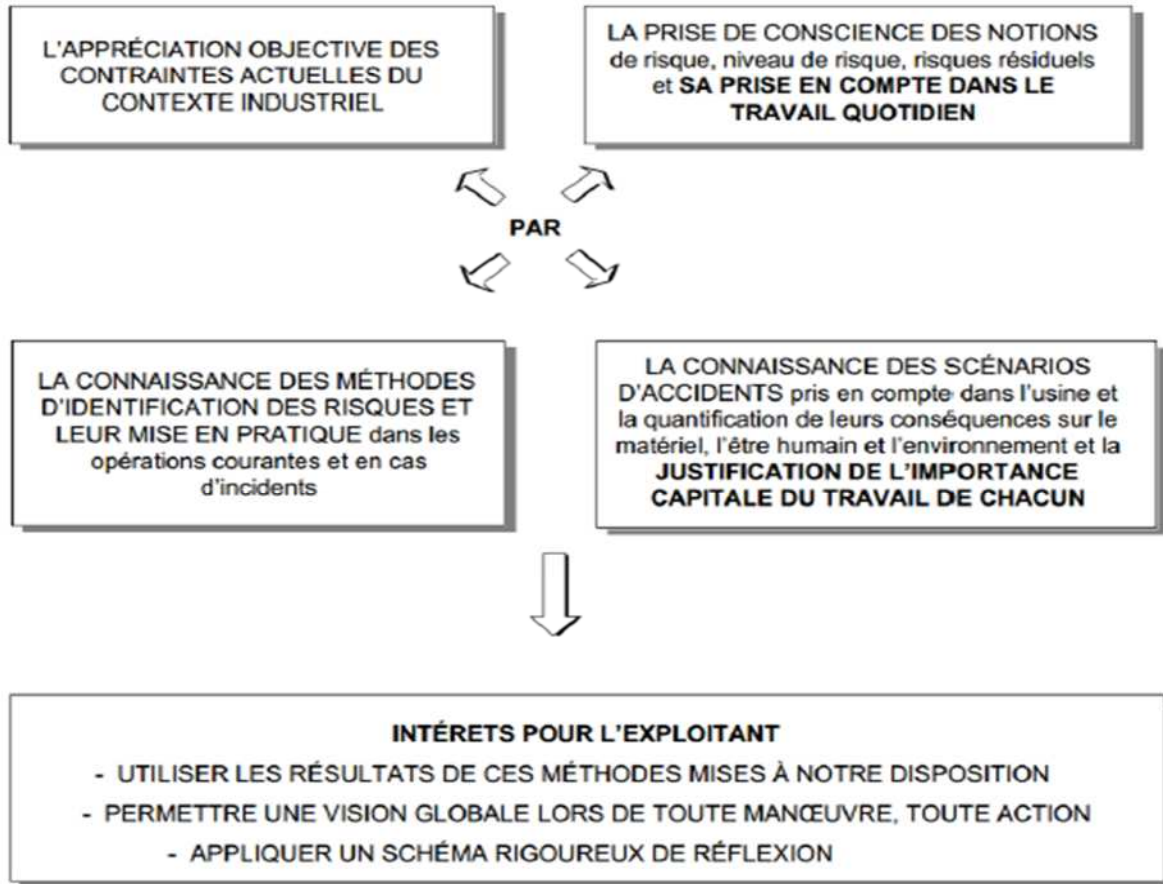 L'APPRÉCIATION OBJECTIVE DES
CONTRAINTES ACTUELLES DU
CONTEXTE INDUSTRIEL
LA PRISE DE CONSCIENCE DES NOTIONS
de risque, niveau de risque, risques résiduels
et SA PRISE EN COMPTE DANS LE
TRAVAIL QUOTIDIEN
PAR
LA CONNAISSANCE DES MÉTHODES
D'IDENTIFICATION DES RISQUES ET
LEUR MISE EN PRATIQUE dans les
opérations courantes et en cas
d'incidents
LA CONNAISSANCE DES SCÉNARIOS
D'ACCIDENTS pris en compte dans l'usine et
la quantification de leurs conséquences sur le
matériel, l'être humain et l'environnement et la
JUSTIFICATION DE L'IMPORTANCE
CAPITALE DU TRAVAIL DE CHACUN
INTÉRETS POUR L'EXPLOITANT
- UTILISER LES RÉSULTATS DE CES MÉTHODES MISES À NOTRE DISPOSITION
- PERMETTRE UNE VISION GLOBALE LORS DE TOUTE MANŒUVRE, TOUTE ACTION
- APPLIQUER UN SCHÉMA RIGOUREUX DE RÉFLEXION